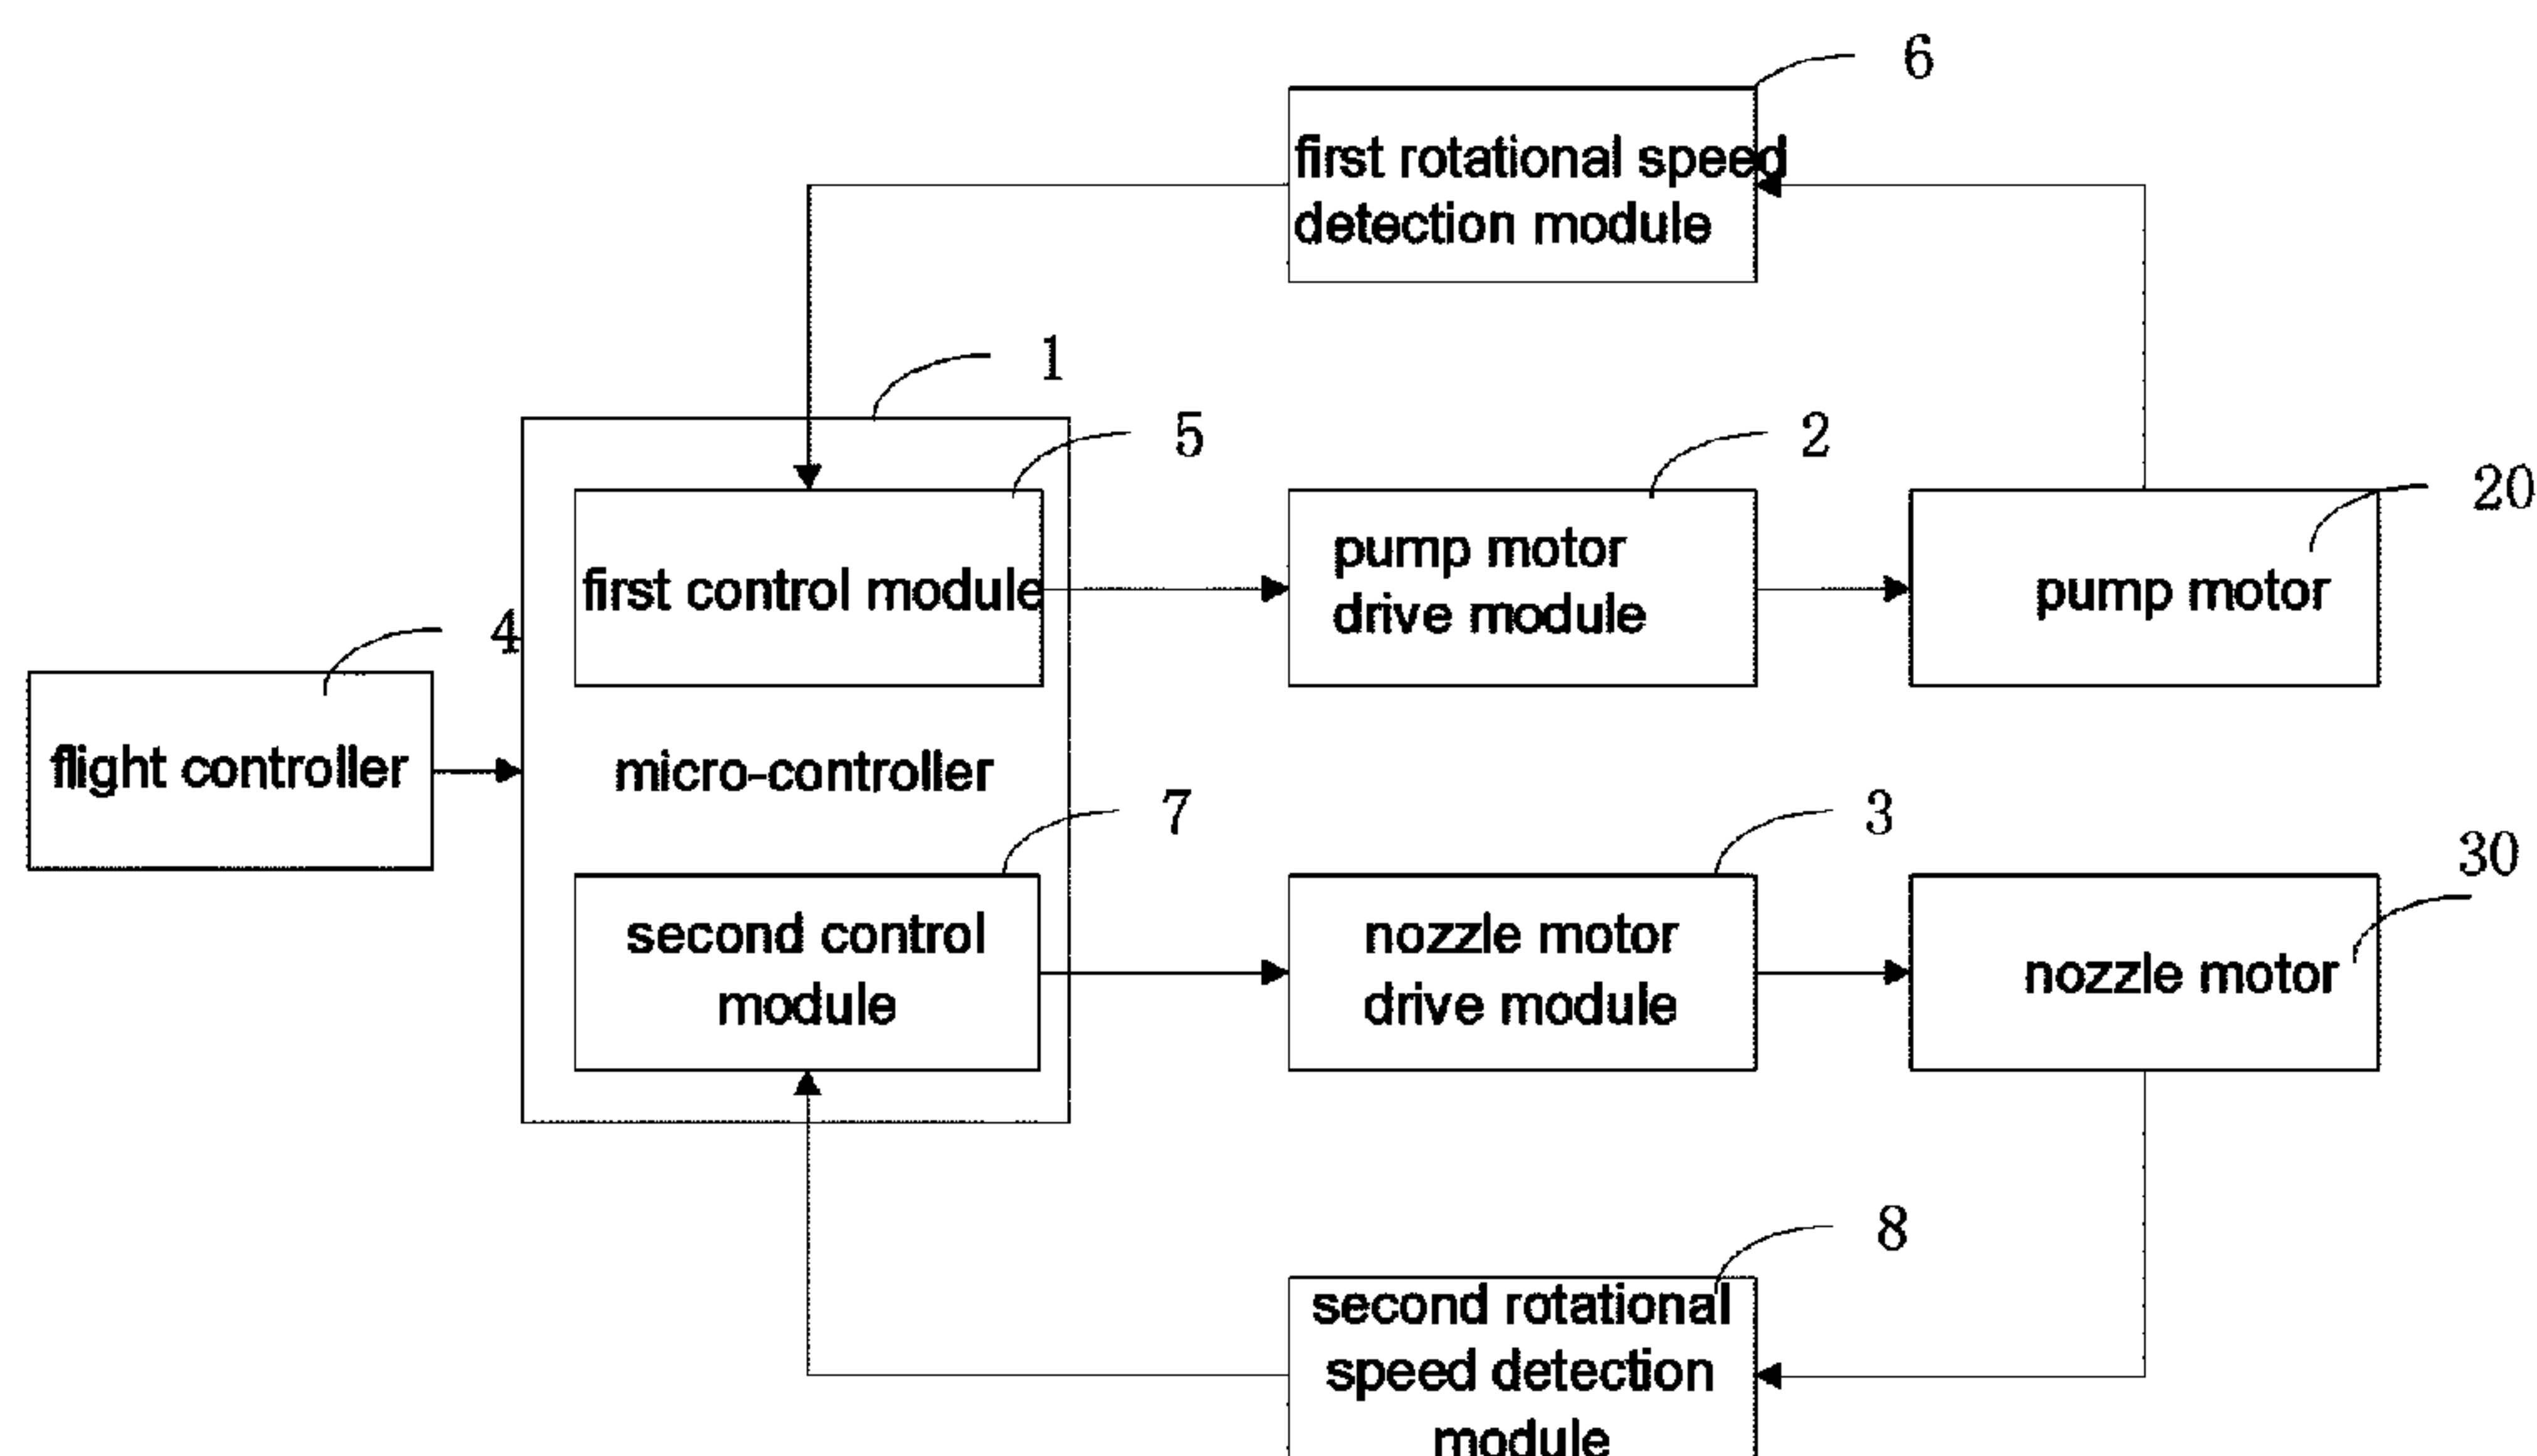 6
first rotational speed
detection module
1
5
2
20
first control module
pump motor
drive module
pump motor
4
flight controller
micro-controller
7
3
30
second control
module
nozzle motor
drive module
nozzle motor
8
second rotational
speed detection
module